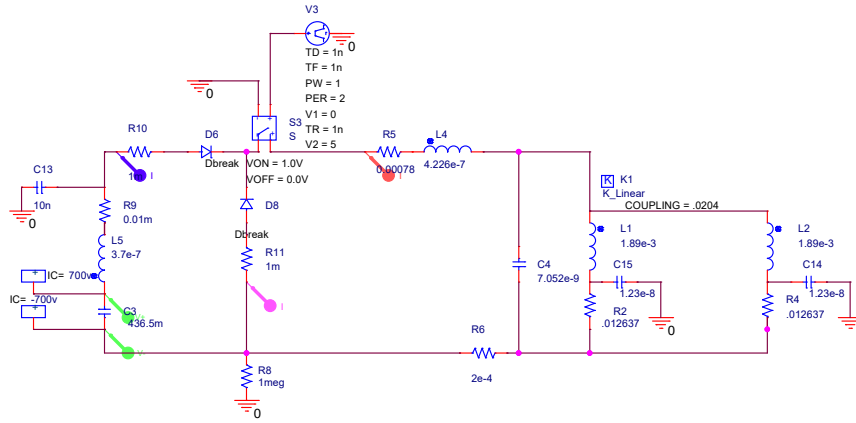 V3
0
TD = 1n
TF = 1n
PW = 1
PER = 2
V1 = 0
TR = 1n
V2 = 5
0
S3
S
R10
D6
Dbreak
VON = 1.0V
VOFF = 0.0V
R5
0.00078
L4
4.226e-7
I
I
C13
10n
0
R9
0.01m
D8
Dbreak
K K1
K_Linear
COUPLING = .0204
L5
3.7e-7
R11
1m
I
L1
1.89e-3
L2
1.89e-3
IC= 700v
IC= -700v
C3
436.5m
C4
7.052e-9
C15
1.23e-8
C14
1.23e-8
R2
.012637
R4
.012637
0
0
R6
2e-4
R8
1meg
0